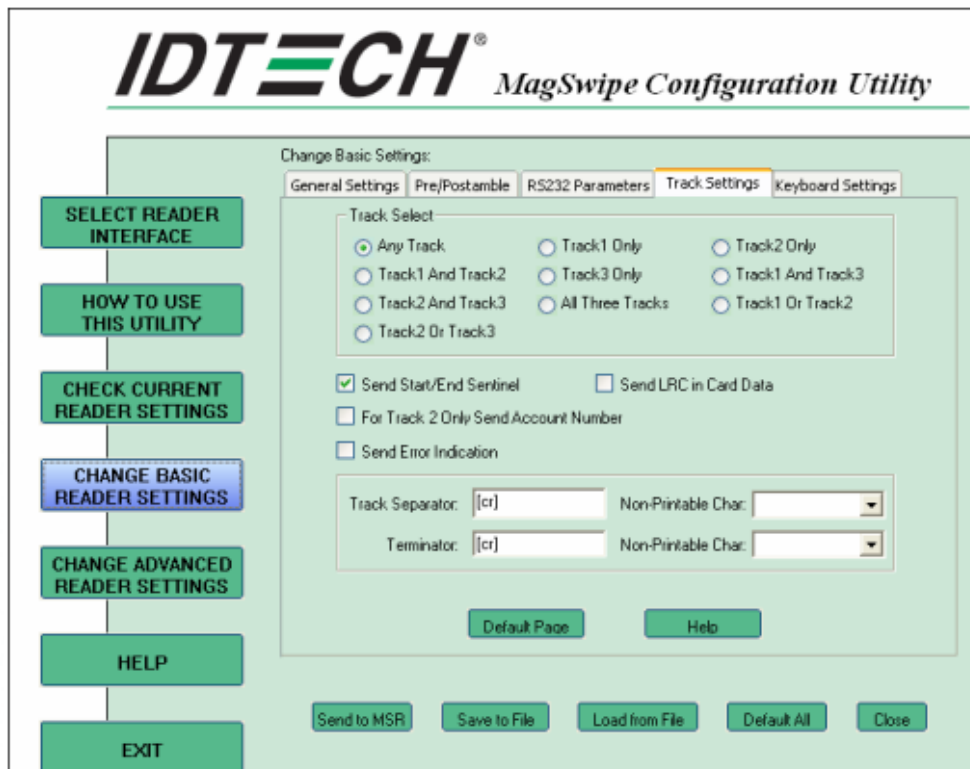 IDTECH®
MagSwipe Configuration Utility
Change Basic Settings:
General Settings Pre/Postamble RS232 Parameters Track Settings Keyboard Settings
SELECT READER
INTERFACE
HOW TO USE
THIS UTILITY
CHECK CURRENT
READER SETTINGS
CHANGE BASIC
READER SETTINGS
CHANGE ADVANCED
READER SETTINGS
HELP
EXIT
Track Select
Any Track Track1 Only Track2 Only
Track1 And Track2 Track3 Only Track1 And Track3
Track2 And Track3 All Three Tracks Track1 Or Track2
Track2 Or Track3
Send Start/End Sentinel Send LRC in Card Data
For Track 2 Only Send Account Number
Send Error Indication
Track Separator: [cr] Non-Printable Char:
Terminator: [cr] Non-Printable Char:
Default Page Help
Send to MSR Save to File Load from File Default All Close